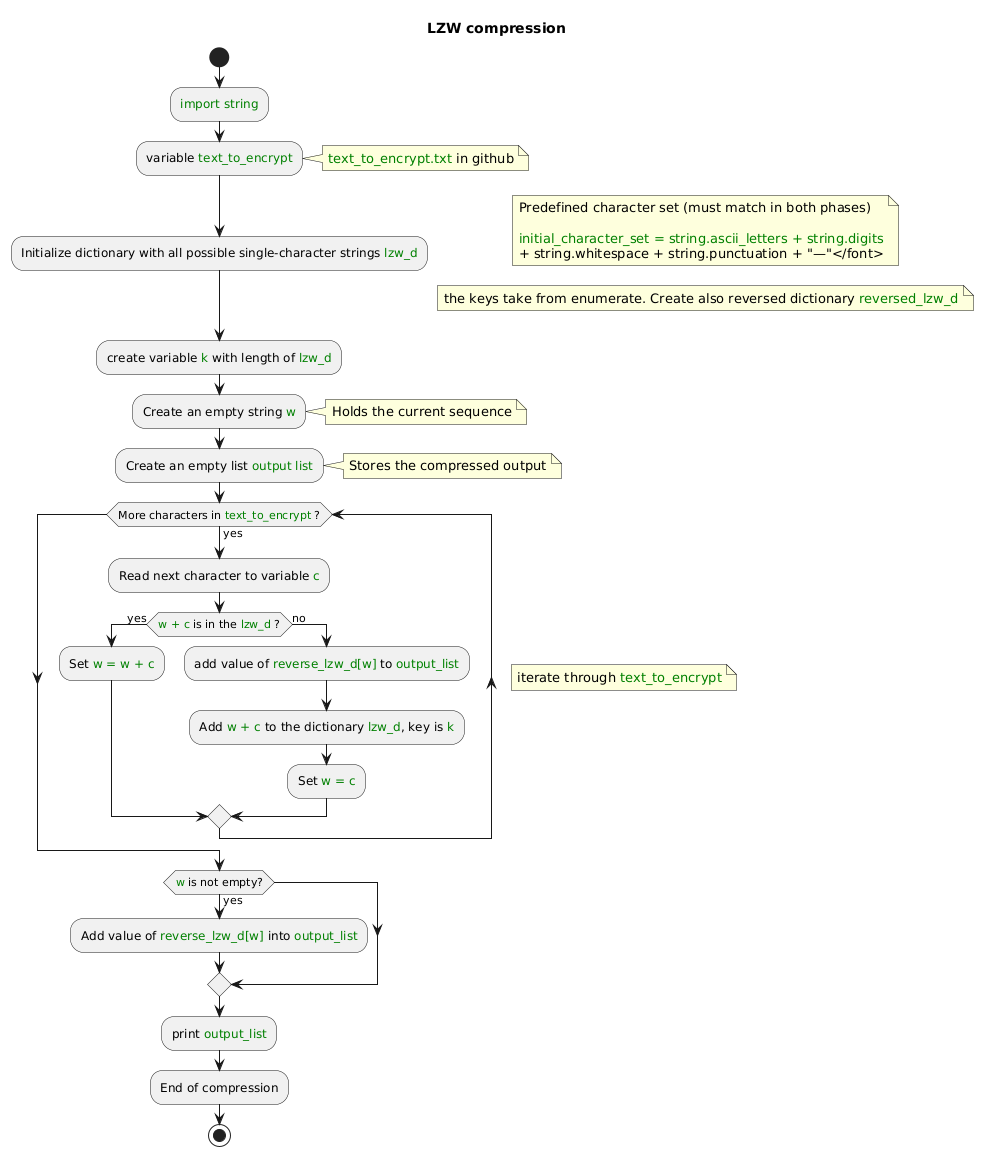 LZW compression
import string
variable text_to_encrypt
text_to_encrypt.txt in github
Predefined character set (must match in both phases)
initial_character_set = string.ascii_letters + string.digits
+ string.whitespace + string.punctuation + "—"</font>
Initialize dictionary with all possible single-character strings lzw_d
the keys take from enumerate. Create also reversed dictionary reversed_lzw_d
create variable k with length of lzw_d
Create an empty string w
Holds the current sequence
Create an empty list output list
Stores the compressed output
More characters in text_to_encrypt ?
yes
Read next character to variable c
yes
w + c is in the lzw_d ?
no
Set w = w + c
add value of reverse_lzw_d[w] to output_list
iterate through text_to_encrypt
Add w + c to the dictionary lzw_d, key is k
Set w = c
w is not empty?
yes
Add value of reverse_lzw_d[w] into output_list
print output_list
End of compression